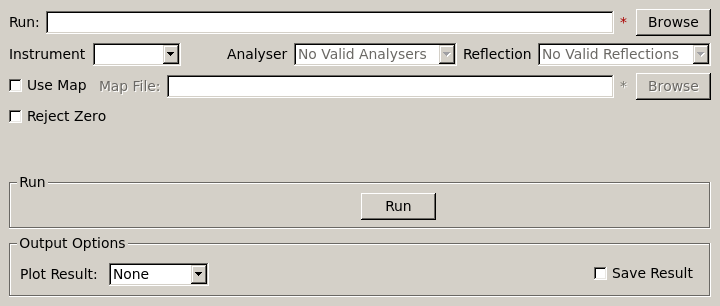 Run: * Browse
Instrument Analyser No Valid Analysers Reflection No Valid Reflections
Use Map Map File: * Browse
Reject Zero
Run
Run
Output Options
Plot Result: None Save Result